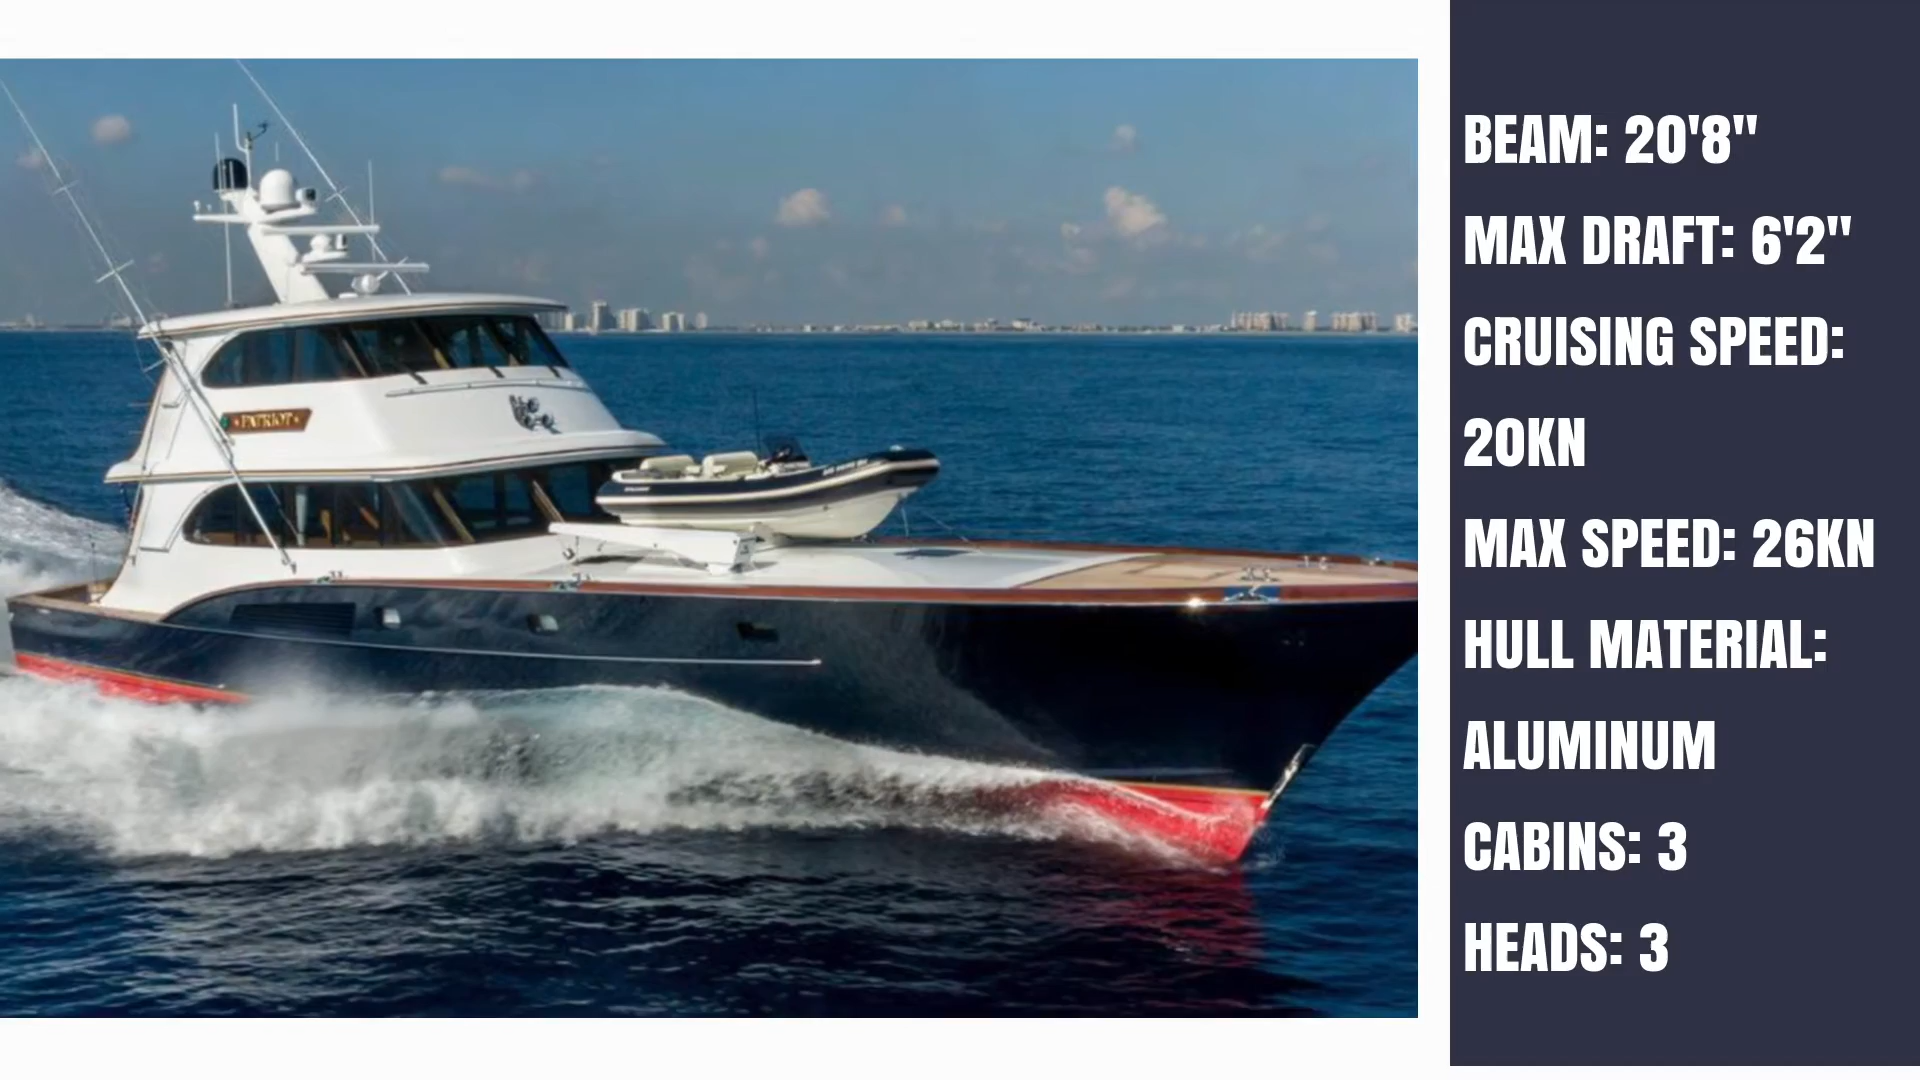 PATRIOT
BEAM: 20'8"
MAX DRAFT: 6'2"
CRUISING SPEED:
20KN
MAX SPEED: 26KN
HULL MATERIAL:
ALUMINUM
CABINS: 3
HEADS: 3